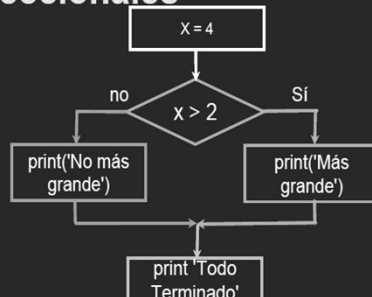 X = 4
no
Sí
x > 2
print('No más
grande')
print('Más
grande')
print 'Todo
Terminado'